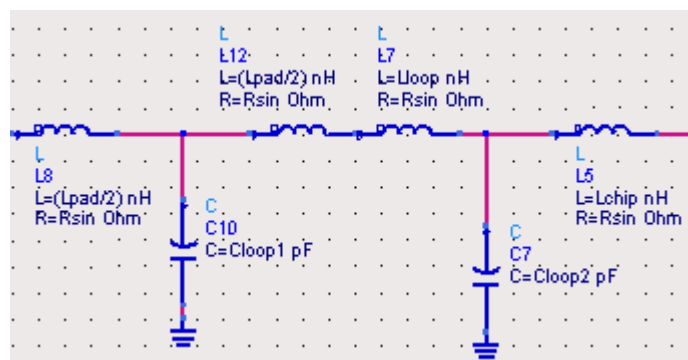 L
L12
L=(Lpad/2) nH
R=Rsin Ohm
L
L7
L=Lloop nH
R=Rsin Ohm
L
L8
L=(Lpad/2) nH
R=Rsin Ohm
C
C10
C=Cloop1 pF
C
C7
C=Cloop2 pF
L
L5
L=Lchip nH
R=Rsin Ohm